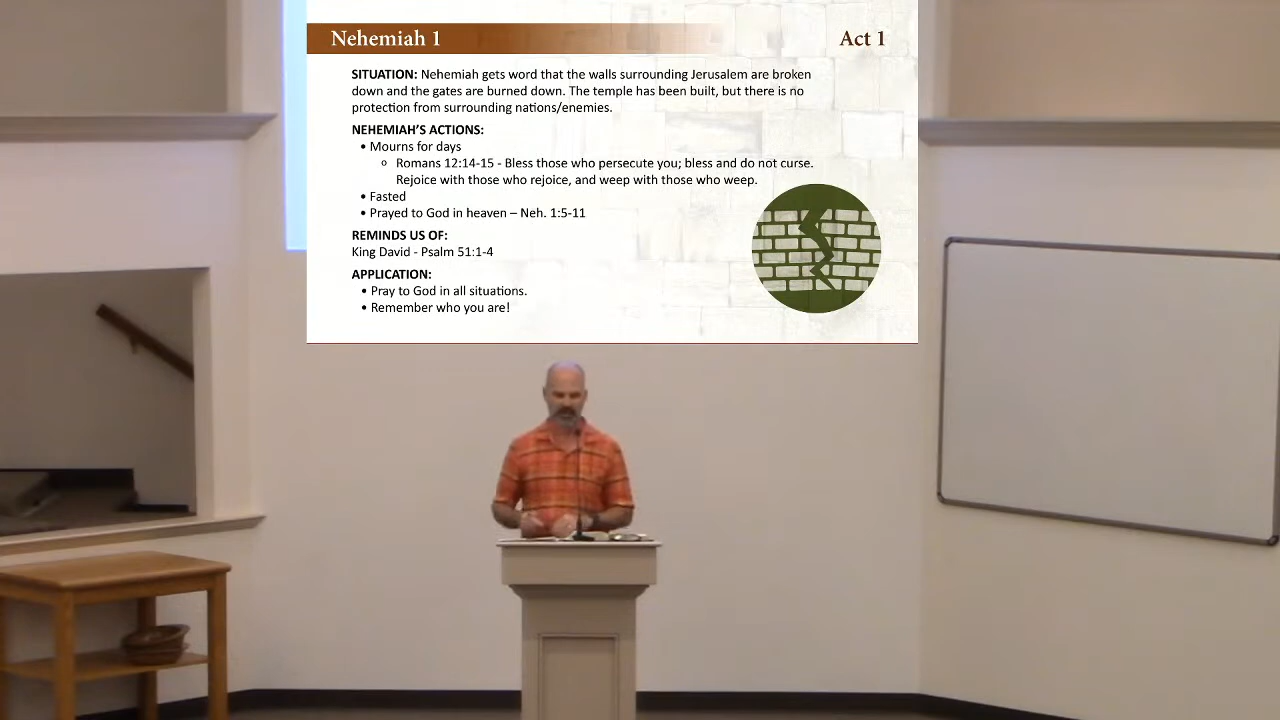 Nehemiah 1
Act 1
SITUATION: Nehemiah gets word that the walls surrounding Jerusalem are broken
down and the gates are burned down. The temple has been built, but there is no
protection from surrounding nations/enemies.
NEHEMIAH'S ACTIONS:
• Mourns for days
○ Romans 12:14-15 - Bless those who persecute you; bless and do not curse.
Rejoice with those who rejoice, and weep with those who weep.
• Fasted
• Prayed to God in heaven – Neh. 1:5-11
REMINDS US OF:
King David - Psalm 51:1-4
APPLICATION:
• Pray to God in all situations.
• Remember who you are!